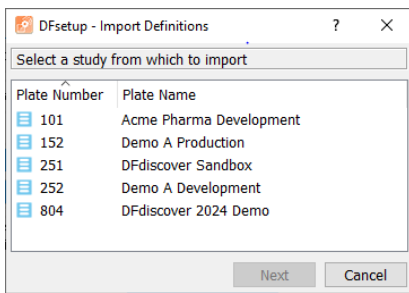 DFsetup - Import Definitions ?
Select a study from which to import
Plate Number Plate Name
101 Acme Pharma Development
152 Demo A Production
251 DFdiscover Sandbox
252 Demo A Development
804 DFdiscover 2024 Demo
Next Cancel